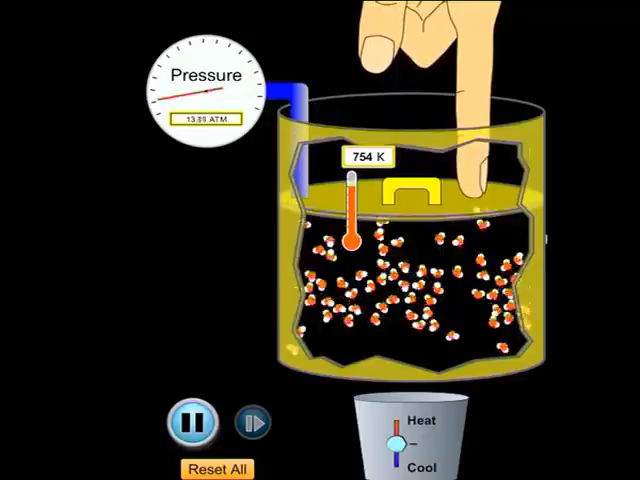 Pressure
13.89 ATM
754 K
Heat
Cool
Reset All